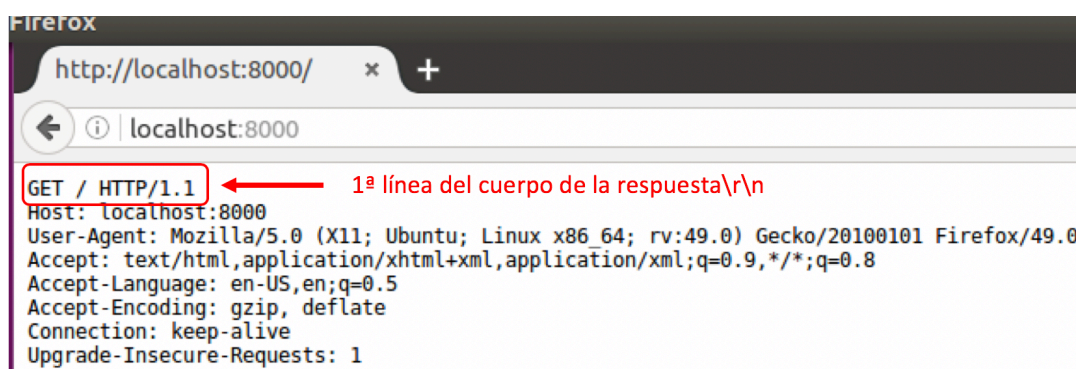 Firefox
http://localhost:8000/ × +
localhost:8000
GET / HTTP/1.1 1ª línea del cuerpo de la respuesta\r\n
Host: localhost:8000
User-Agent: Mozilla/5.0 (X11; Ubuntu; Linux x86_64; rv:49.0) Gecko/20100101 Firefox/49.0
Accept: text/html,application/xhtml+xml,application/xml;q=0.9,*/*;q=0.8
Accept-Language: en-US,en;q=0.5
Accept-Encoding: gzip, deflate
Connection: keep-alive
Upgrade-Insecure-Requests: 1